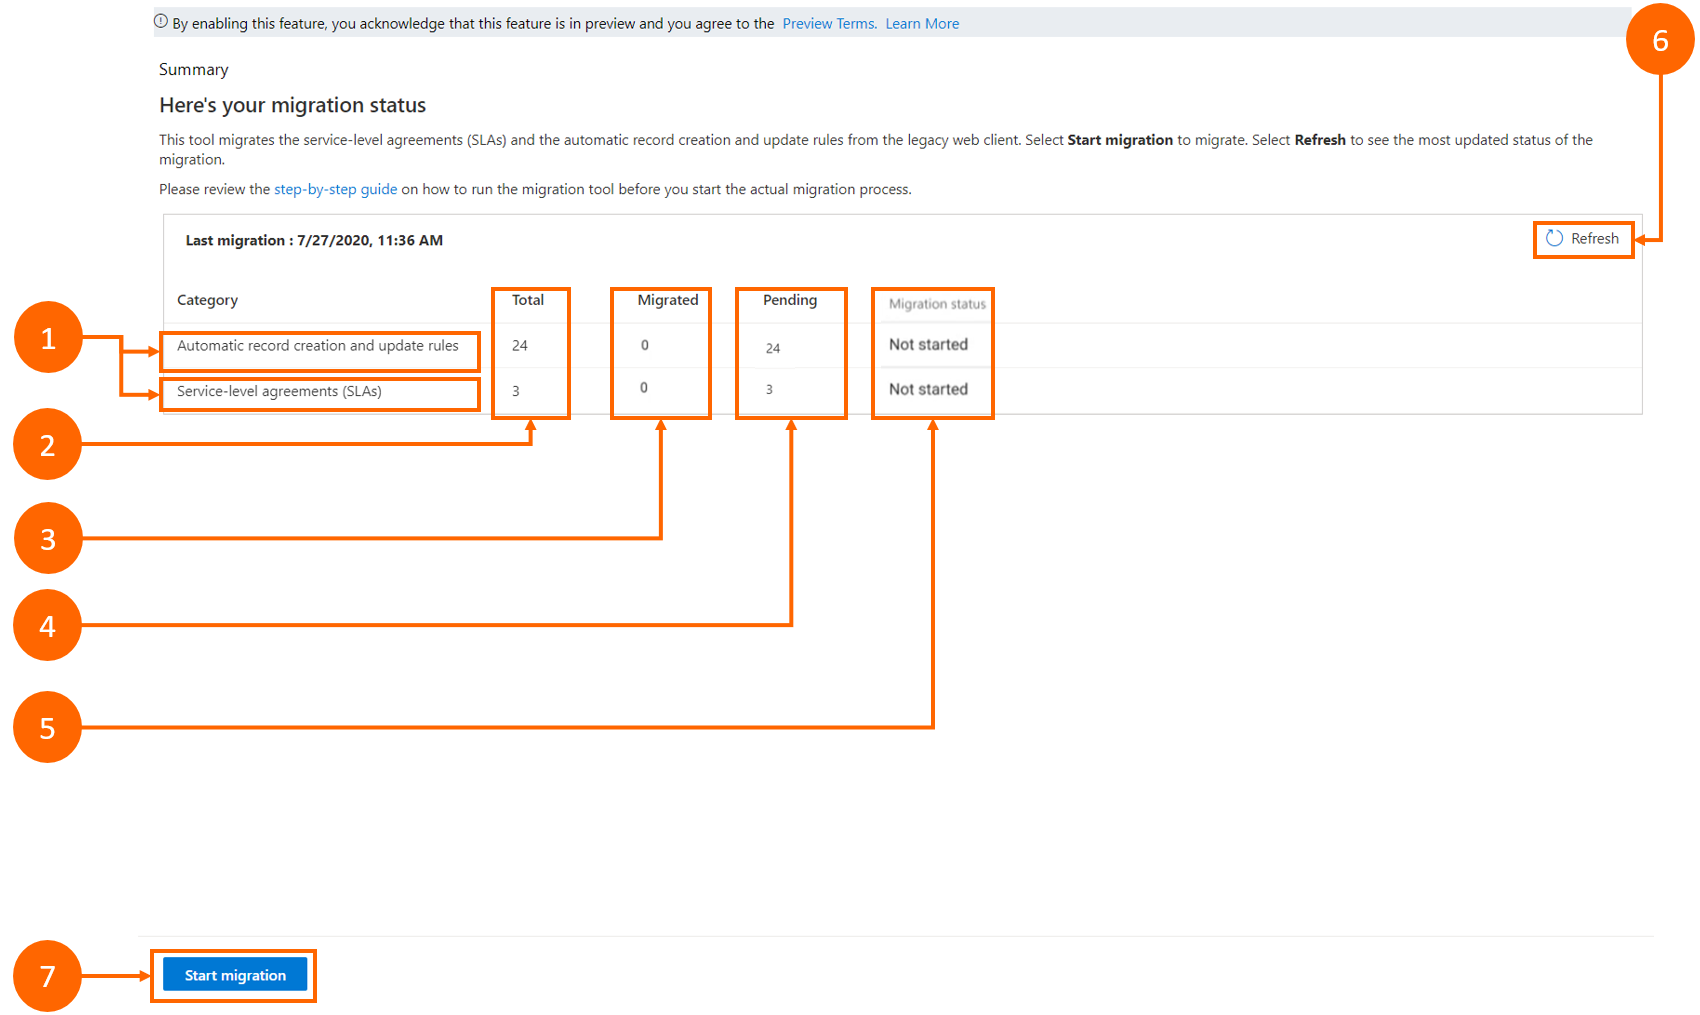 By enabling this feature, you acknowledge that this feature is in preview and you agree to the Preview Terms. Learn More
6
Summary
Here's your migration status
This tool migrates the service-level agreements (SLAs) and the automatic record creation and update rules from the legacy web client. Select Start migration to migrate. Select Refresh to see the most updated status of the
migration.
Please review the step-by-step guide on how to run the migration tool before you start the actual migration process.
Last migration : 7/27/2020, 11:36 AM
Refresh
Category Total Migrated Pending Migration status
1
Automatic record creation and update rules 24 0 24 Not started
Service-level agreements (SLAs) 3 0 3 Not started
2
3
4
5
7
Start migration